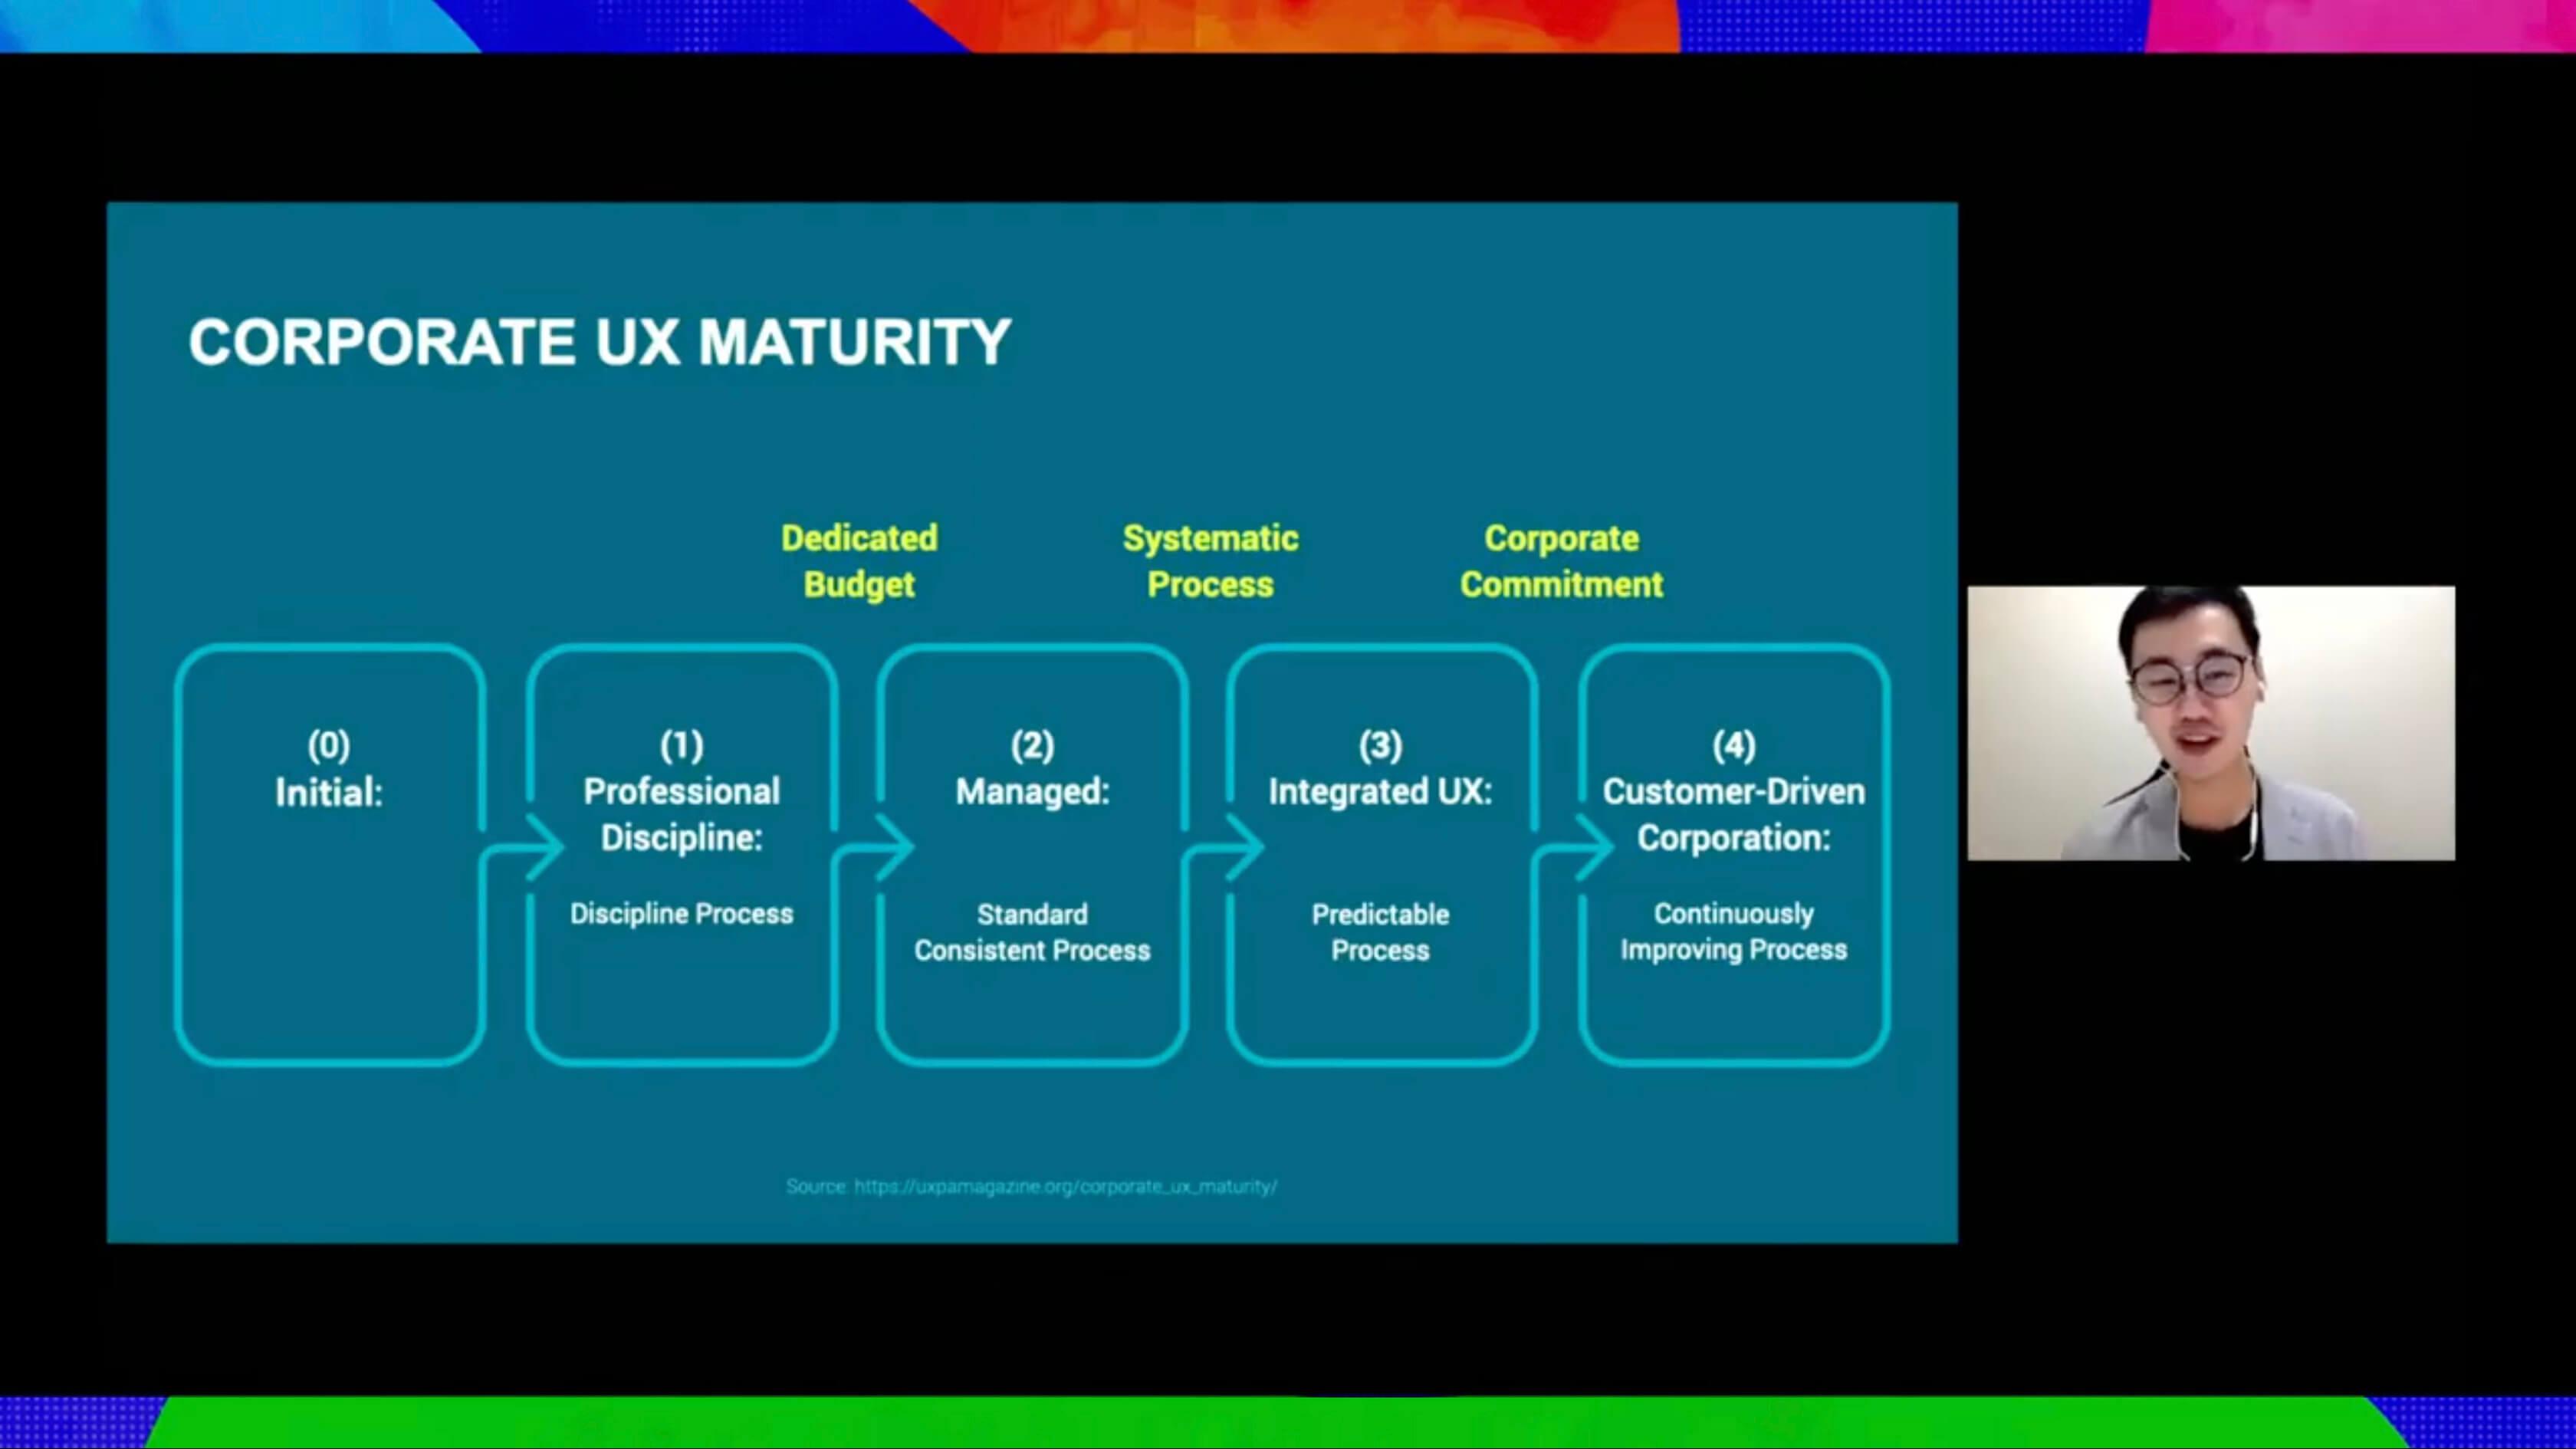 CORPORATE UX MATURITY
Dedicated
Budget
Systematic
Process
Corporate
Commitment
(0)
Initial:
(1)
Professional
Discipline:
Discipline Process
(2)
Managed:
Standard
Consistent Process
(3)
Integrated UX:
Predictable
Process
(4)
Customer-Driven
Corporation:
Continuously
Improving Process
Source: https://uxpamagazine.org/corporate_ux_maturity/